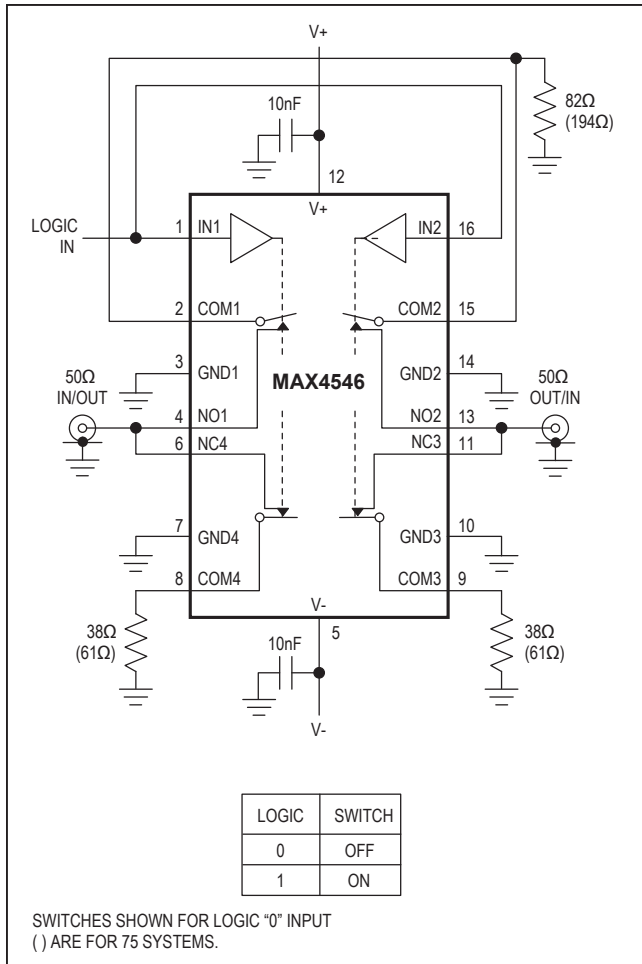 V+
10nF
82Ω
(194Ω)
12
V+
LOGIC
IN
1 IN1
IN2 16
2 COM1
COM2 15
3 GND1
MAX4546
GND2 14
50Ω
IN/OUT
50Ω
OUT/IN
4 NO1
NO2 13
6 NC4
NC3 11
7 GND4
GND3 10
8 COM4
COM3 9
38Ω
(61Ω)
V-
5
10nF
38Ω
(61Ω)
V-
LOGIC SWITCH
0 OFF
1 ON
SWITCHES SHOWN FOR LOGIC “0” INPUT
( ) ARE FOR 75 SYSTEMS.